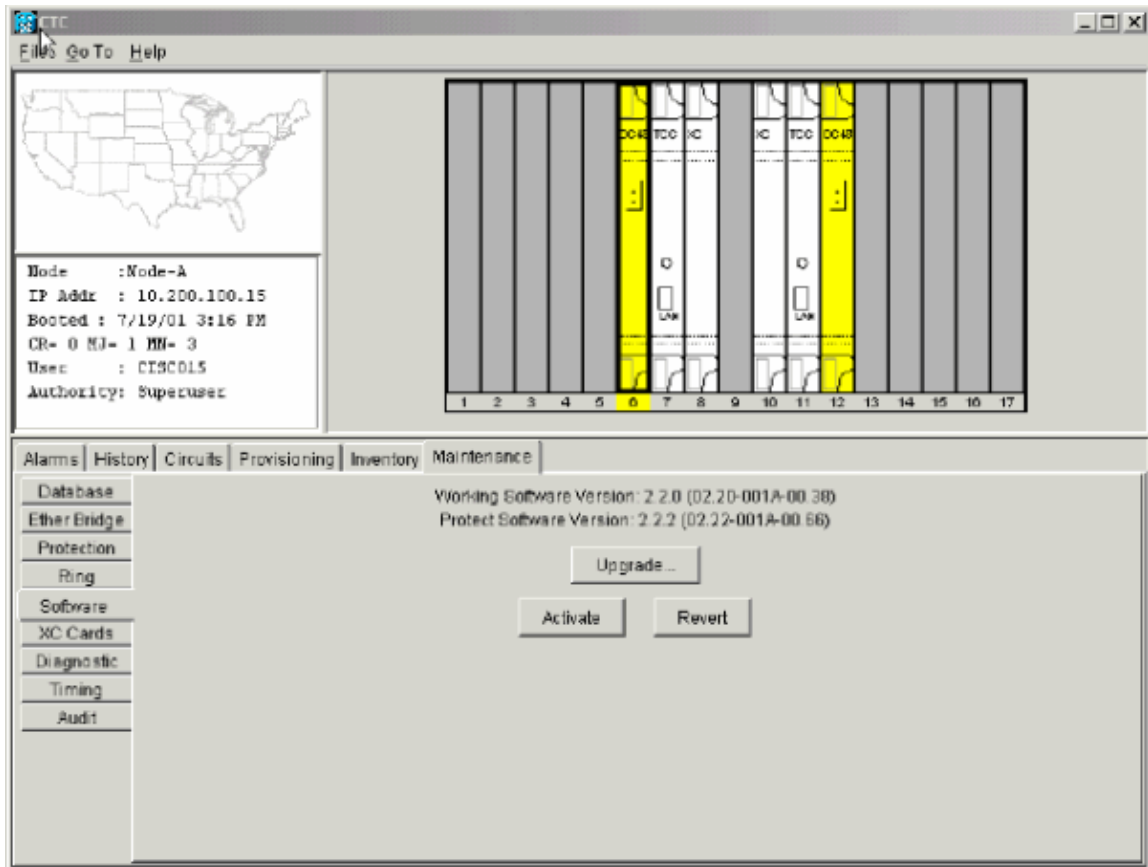 CTC
Files Go To Help
OC48 TCC XC XC TCC OC48
LAN LAN
1 2 3 4 5 6 7 8 9 10 11 12 13 14 15 16 17
Node :Node-A
IP Addr : 10.200.100.15
Booted : 7/19/01 3:16 PM
CR= 0 MJ= 1 MN= 3
User : CISCO15
Authority: Superuser
Alarms History Circuits Provisioning Inventory Maintenance
Database
Ether Bridge
Protection
Ring
Software
XC Cards
Diagnostic
Timing
Audit
Working Software Version: 2.2.0 (02.20-001A-00.38)
Protect Software Version: 2.2.2 (02.22-001A-00.66)
Upgrade...
Activate Revert